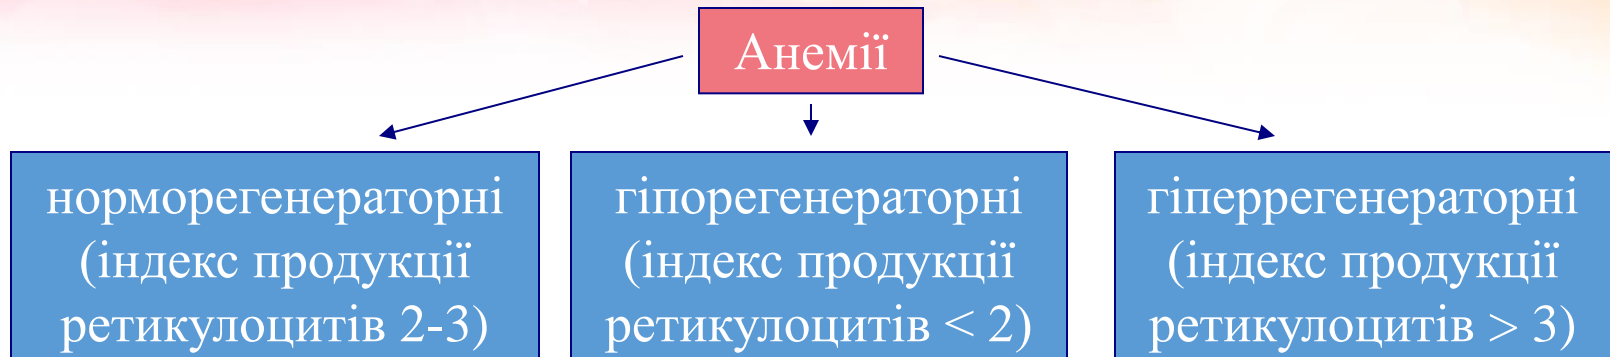 Анемії
норморегенераторні
(індекс продукції
ретикулоцитів 2-3)
гіпорегенераторні
(індекс продукції
ретикулоцитів < 2)
гіперрегенераторні
(індекс продукції
ретикулоцитів > 3)